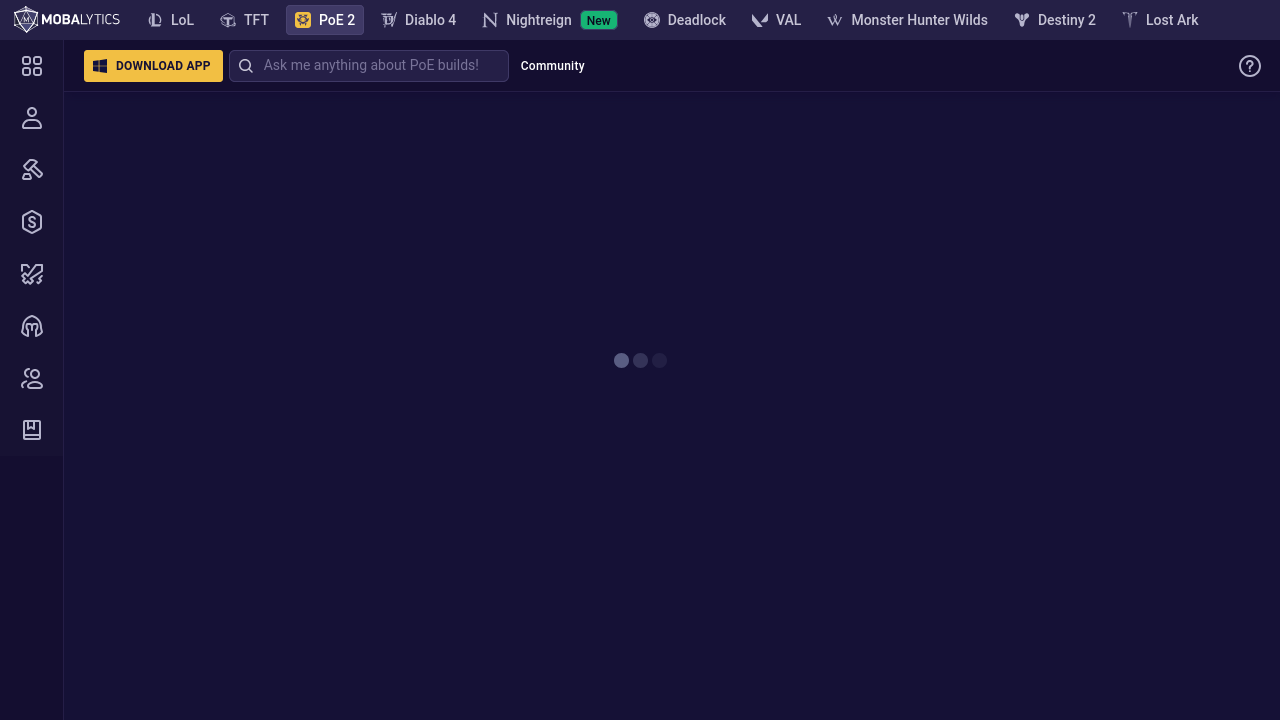 MOBALYTICS
LoL
TFT
PoE 2
Diablo 4
Nightreign
New
Deadlock
VAL
Monster Hunter Wilds
Destiny 2
Lost Ark
DOWNLOAD APP
Ask me anything about PoE builds!
Community